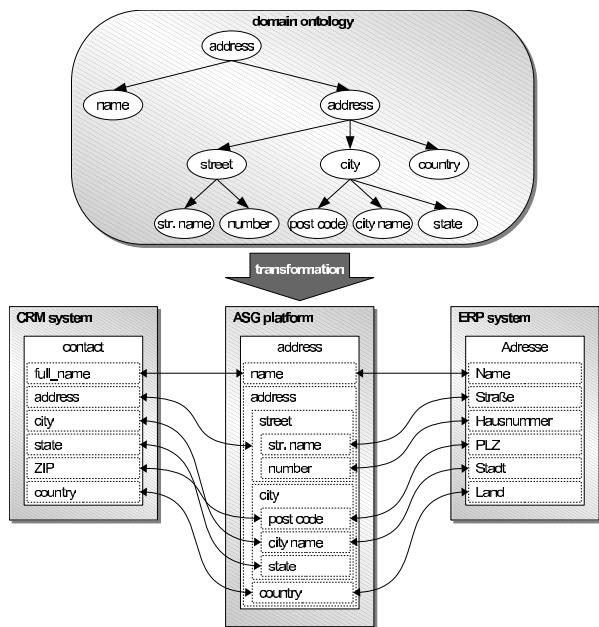 domain ontology
address
name
address
street
city
country
str. name
number
post code
city name
state
transformation
CRM system
contact
full_name
address
city
state
ZIP
country
ASG platform
address
name
address
street
str. name
number
city
post code
city name
state
country
ERP system
Adresse
Name
Straße
Hausnummer
PLZ
Stadt
Land